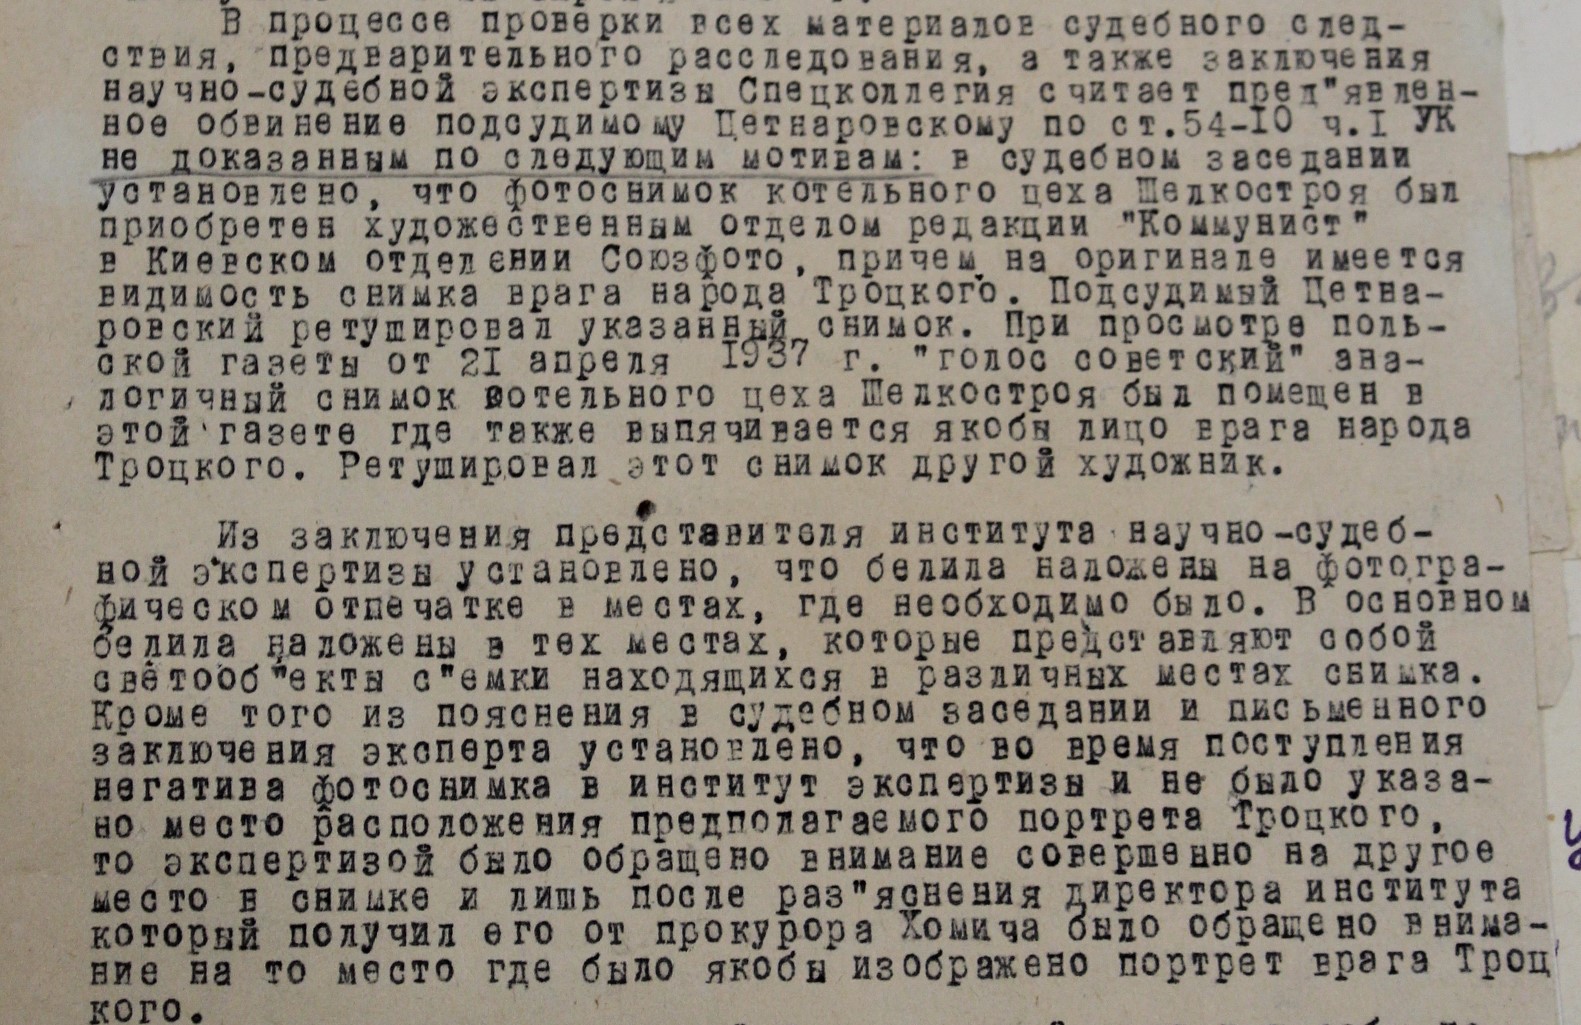 В процессе проверки всех материалов судебного след-
ствия, предварительного расследования, а также заключения
научно-судебной экспертизы Спецколлегия считает пред"явлен-
ное обвинение подсудимому Цетнаровскому по ст.54-10 ч.I УК
не доказанным по следующим мотивам: в судебном заседании
установлено, что фотоснимок котельного цеха Шелкостроя был
приобретен художественным отделом редакции "Коммунист"
в Киевском отделении Союзфото, причем на оригинале имеется
видимость снимка врага народа Троцкого. Подсудимый Цетна-
ровский ретушировал указанный снимок. При просмотре поль-
ской газеты от 21 апреля 1937 г. "голос советский" ана-
логичный снимок котельного цеха Шелкостроя был помещен в
этой газете где также выпячивается якобы лицо врага народа
Троцкого. Ретушировал этот снимок другой художник.
Из заключения представителя института научно-судеб-
ной экспертизы установлено, что белила наложены на фотогра-
фическом отпечатке в местах, где необходимо было. В основном
белила наложены в тех местах, которые представляют собой
светооб"екты с"емки находящихся в различных местах снимка.
Кроме того из пояснения в судебном заседании и письменного
заключения эксперта установлено, что во время поступления
негатива фотоснимка в институт экспертизы и не было указа-
но место расположения предполагаемого портрета Троцкого,
то экспертизой было обращено внимание совершенно на другое
место в снимке и лишь после раз"яснения директора института
который получил его от прокурора Хомича было обращено внима-
ние на то место где было якобы изображено портрет врага Троц
кого.